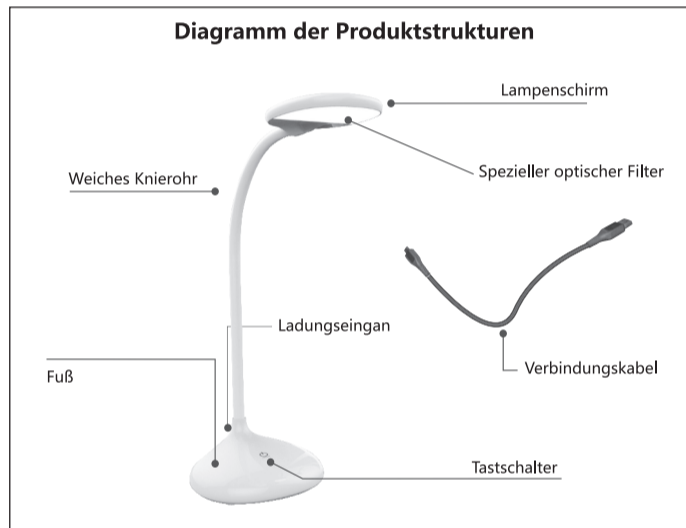 Diagramm der Produktstrukturen
Lampenschirm
Spezieller optischer Filter
Weiches Knierohr
Ladungseingan
Verbindungskabel
Fuß
Tastschalter